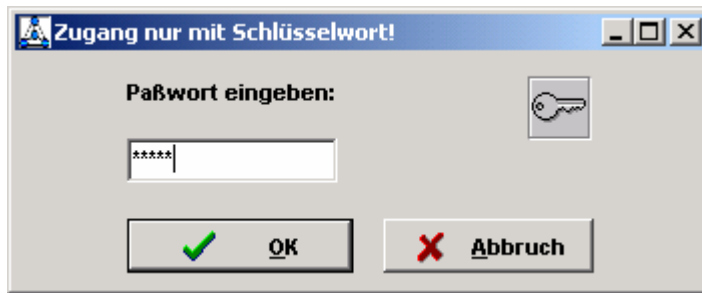 Zugang nur mit Schlüsselwort!
Paßwort eingeben:
*****
OK
Abbruch